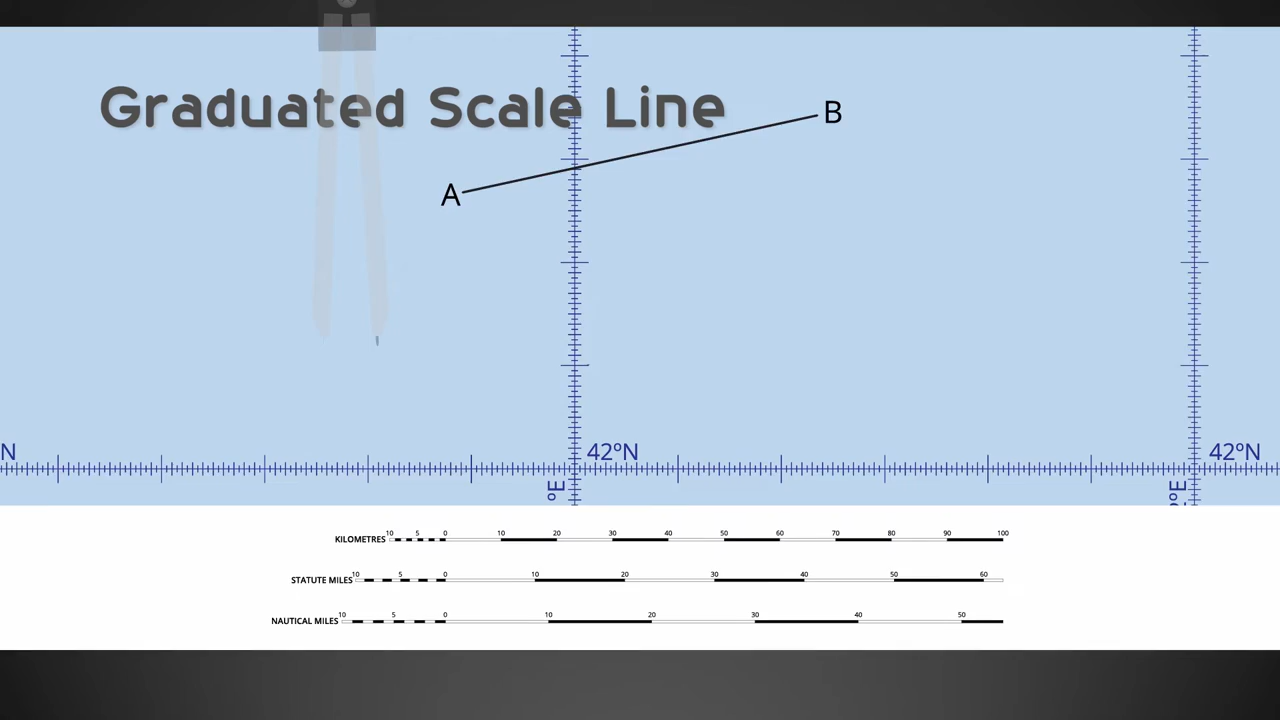 Graduated Scale Line
B
A
N 42ºN 42ºN
ºE ºE
KILOMETRES 10 5 0 10 20 30 40 50 60 70 80 90 100
STATUTE MILES 10 5 0 10 20 30 40 50 60
NAUTICAL MILES 10 5 0 10 20 30 40 50